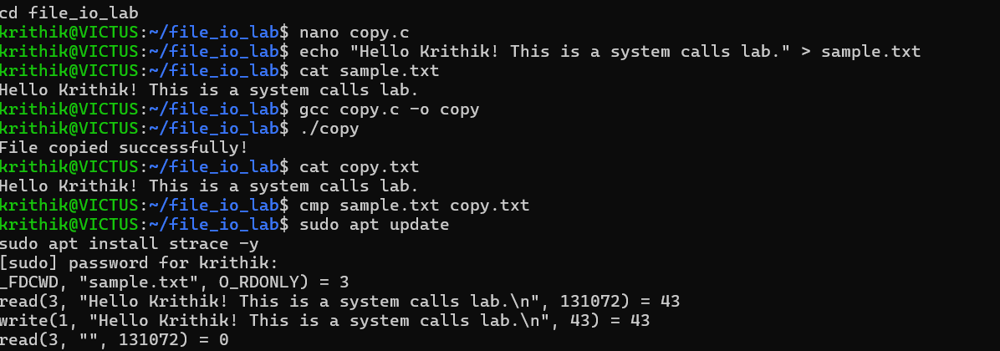 cd file_io_lab
krithik@VICTUS:~/file_io_lab$ nano copy.c
krithik@VICTUS:~/file_io_lab$ echo "Hello Krithik! This is a system calls lab." > sample.txt
krithik@VICTUS:~/file_io_lab$ cat sample.txt
Hello Krithik! This is a system calls lab.
krithik@VICTUS:~/file_io_lab$ gcc copy.c -o copy
krithik@VICTUS:~/file_io_lab$ ./copy
File copied successfully!
krithik@VICTUS:~/file_io_lab$ cat copy.txt
Hello Krithik! This is a system calls lab.
krithik@VICTUS:~/file_io_lab$ cmp sample.txt copy.txt
krithik@VICTUS:~/file_io_lab$ sudo apt update
sudo apt install strace -y
[sudo] password for krithik:
_FDCWD, "sample.txt", O_RDONLY) = 3
read(3, "Hello Krithik! This is a system calls lab.\n", 131072) = 43
write(1, "Hello Krithik! This is a system calls lab.\n", 43) = 43
read(3, "", 131072) = 0